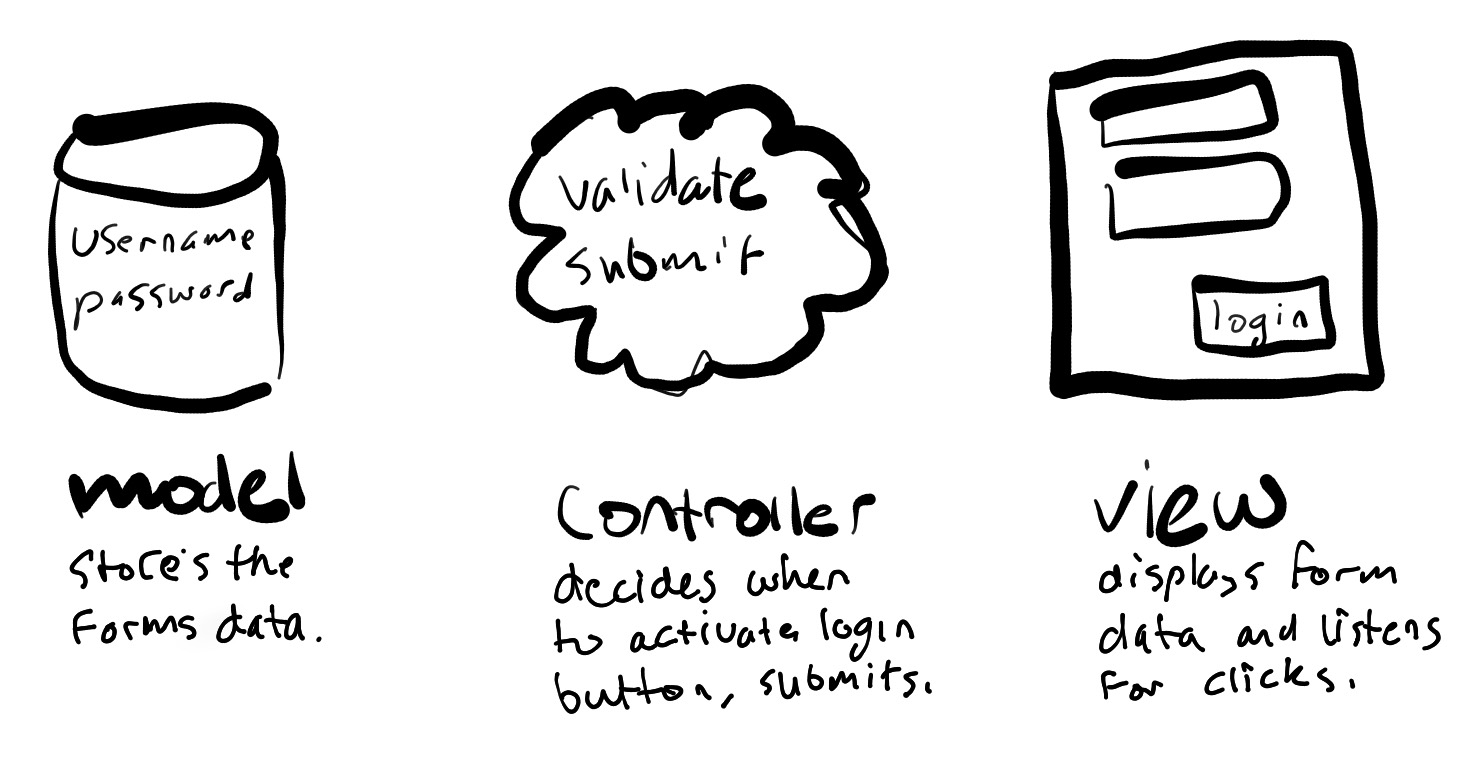 username
password
validate
submit
login
model
store's the
forms data.
Controller
decides when
to activate login
button, submits.
view
displays form
data and listens
for clicks.